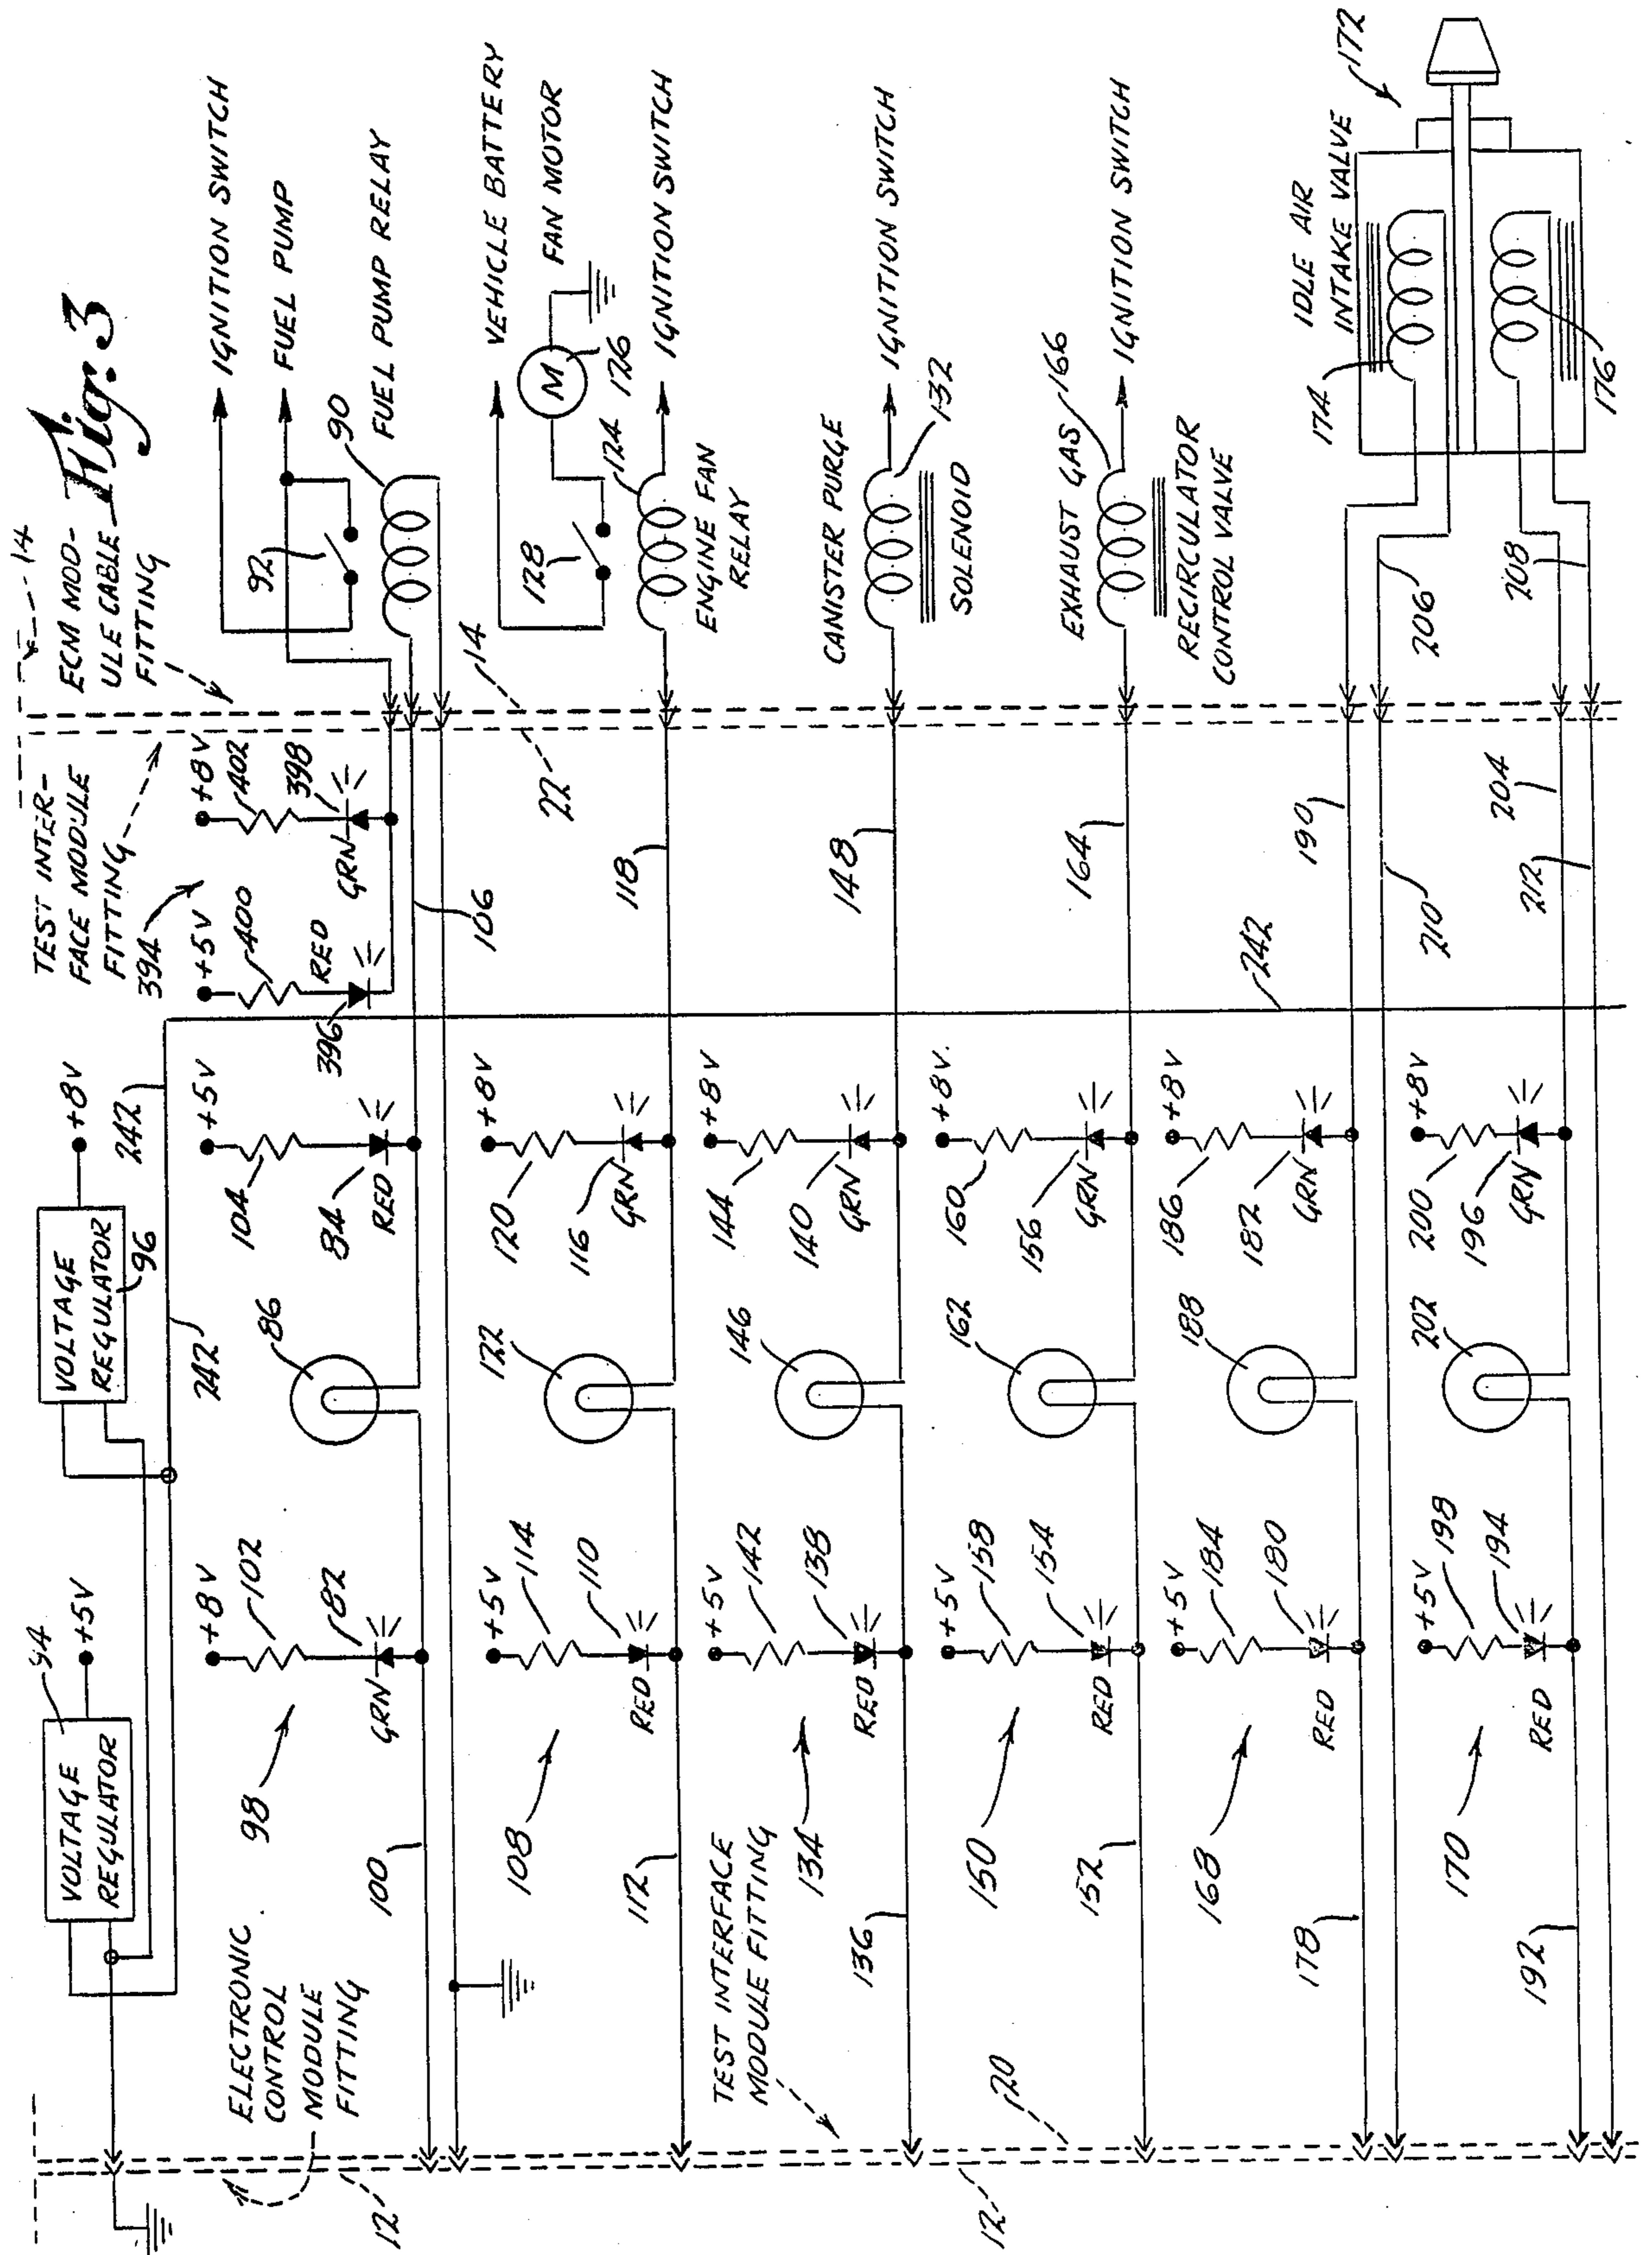 Fig. 3
14
ECM MOD-
ULE CABLE
FITTING
TEST INTER-
FACE MODULE
FITTING
394
+5V
400
RED
396
+8V
402
398
GRN
22
14
106
92
90
IGNITION SWITCH
FUEL PUMP
FUEL PUMP RELAY
VEHICLE BATTERY
FAN MOTOR
M
126
128
124
IGNITION SWITCH
ENGINE FAN
RELAY
118
CANISTER PURGE
IGNITION SWITCH
132
SOLENOID
148
EXHAUST GAS
166
IGNITION SWITCH
RECIRCULATOR
CONTROL VALVE
164
IDLE AIR
INTAKE VALVE
172
174
176
206
208
190
210
204
212
242
94
VOLTAGE
REGULATOR
+5V
VOLTAGE
REGULATOR
96
+8V
242
242
ELECTRONIC
CONTROL
MODULE
FITTING
12
98
100
+8V
102
82
GRN
86
+5V
104
84
RED
108
112
+5V
114
110
RED
122
+8V
120
116
GRN
TEST INTERFACE
MODULE FITTING
134
136
+5V
142
138
RED
146
+8V
144
140
GRN
120
12
150
152
+5V
158
154
RED
162
+8V.
160
156
GRN
168
178
+5V
184
180
RED
188
+8V
186
182
GRN
170
192
+5V
198
194
RED
202
+8V
200
196
GRN